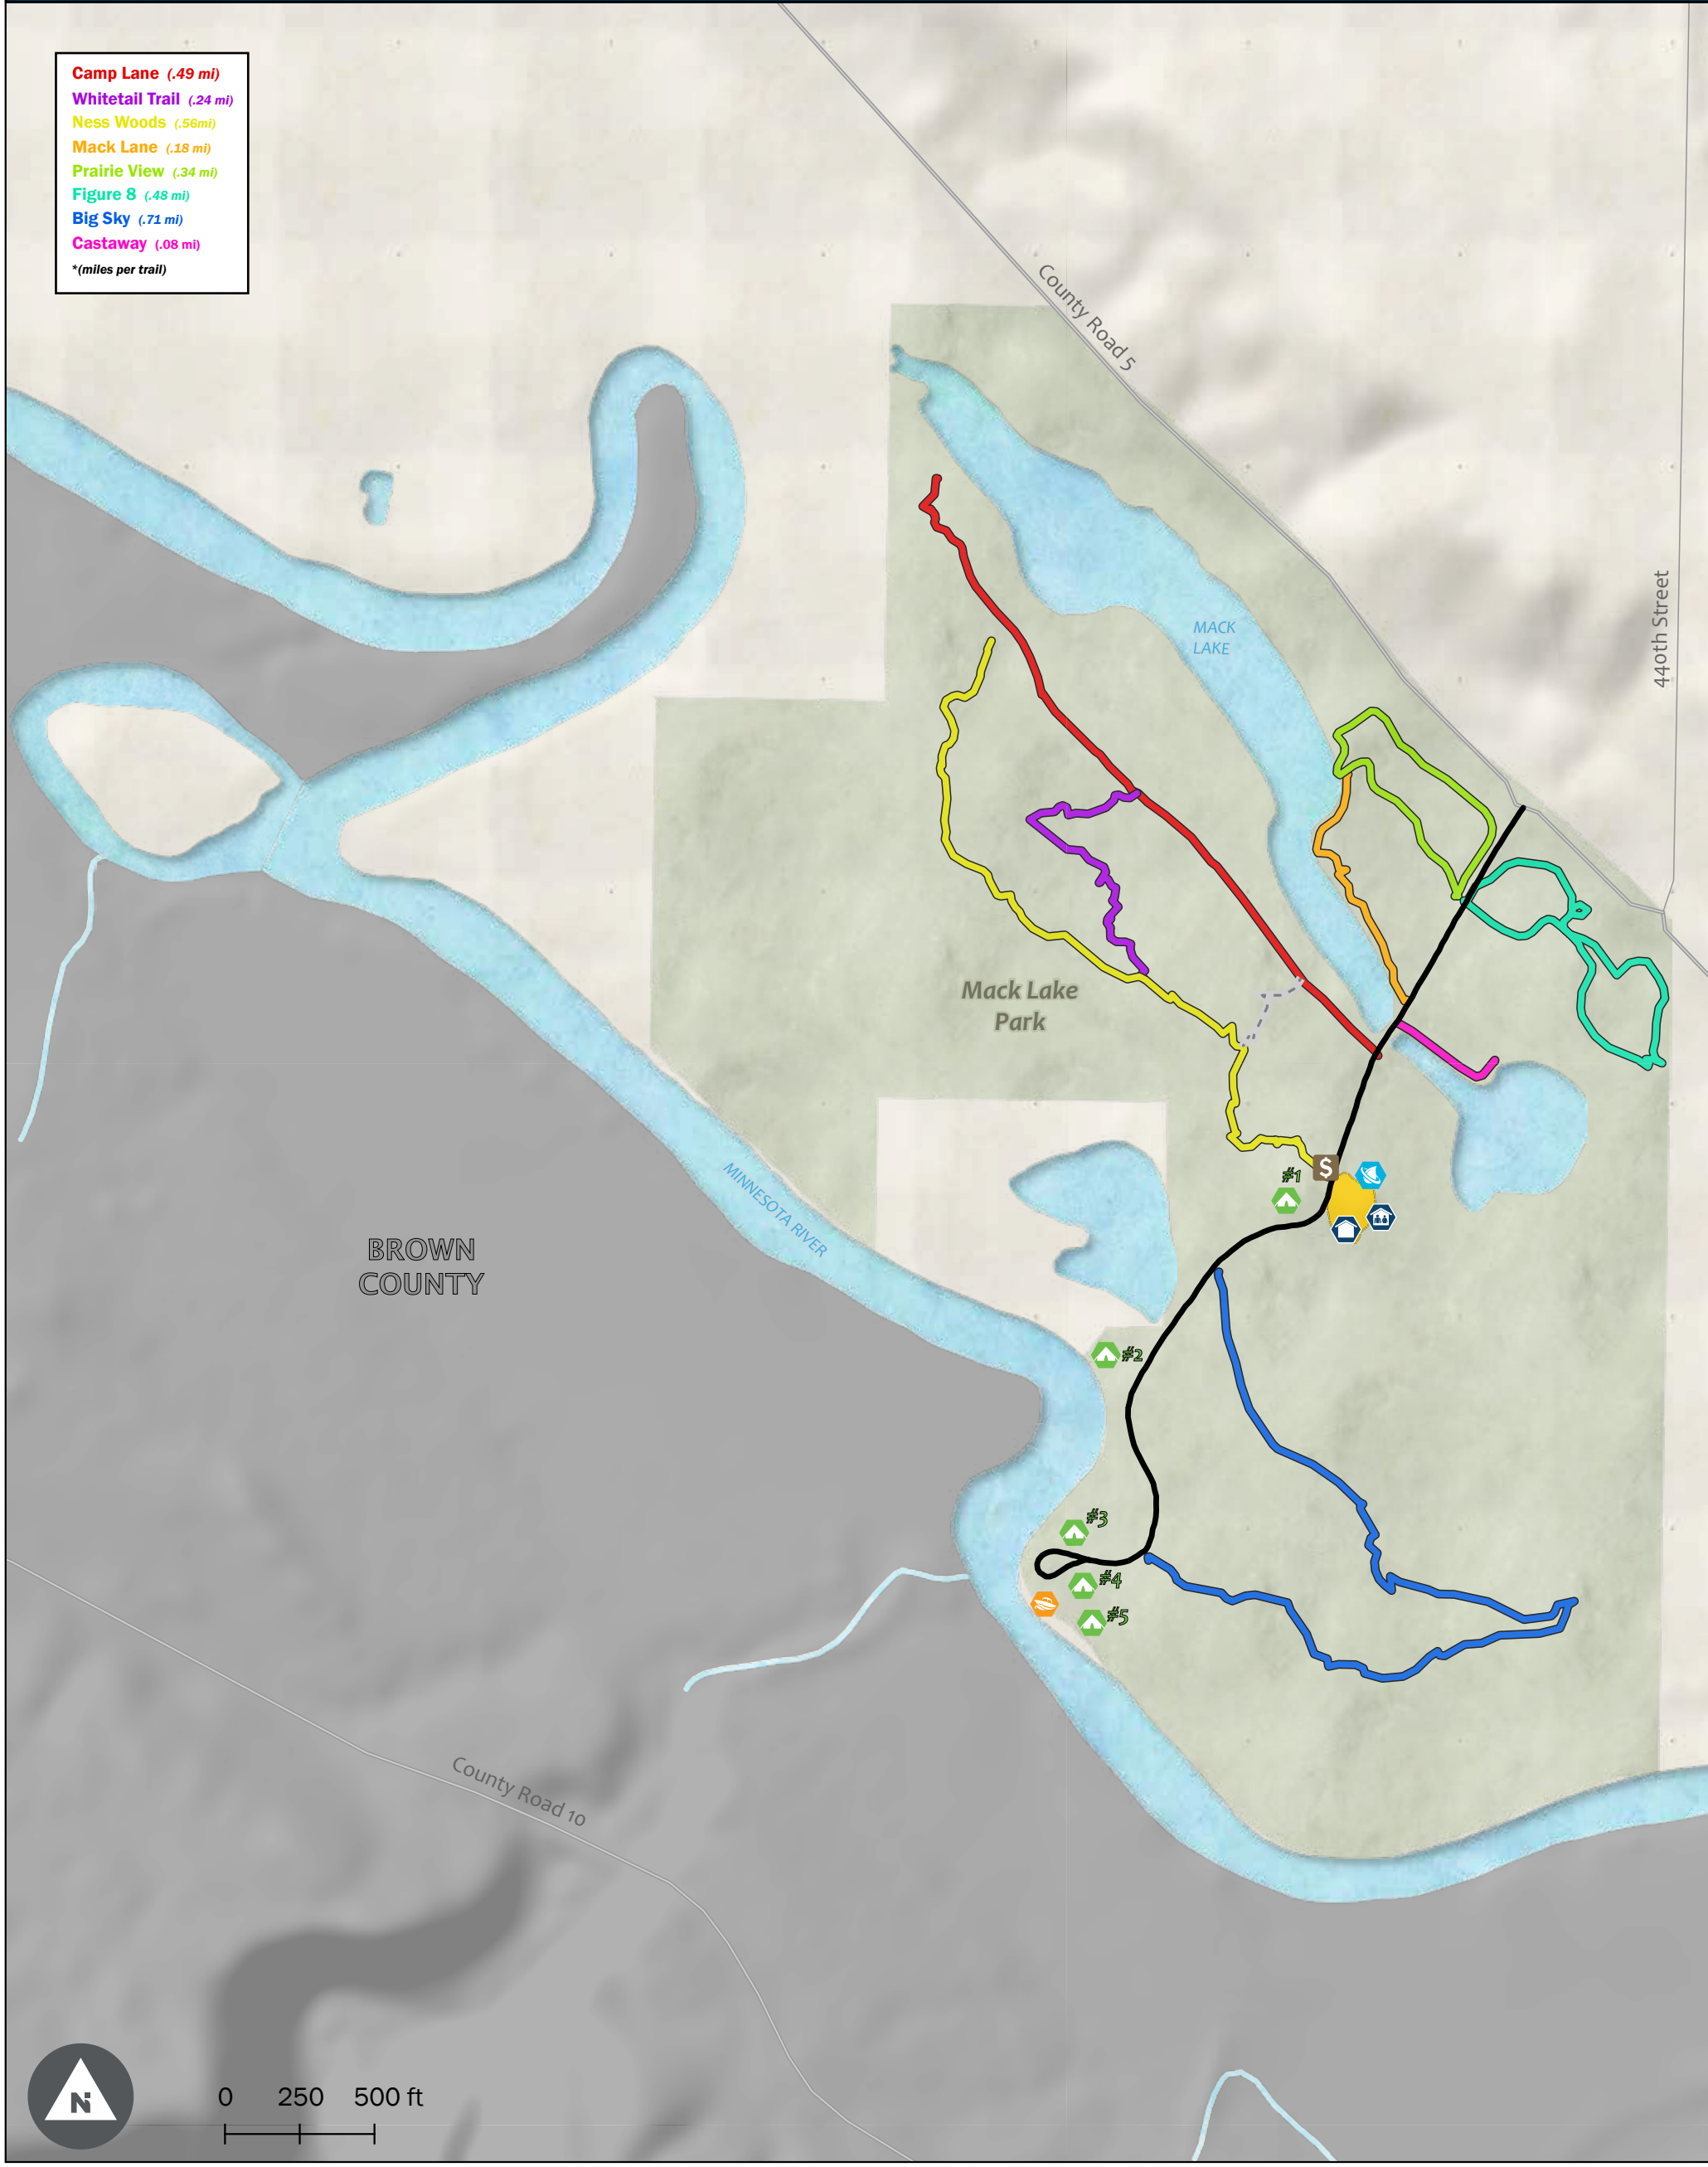 Camp Lane (.49 mi)
Whitetail Trail (.24 mi)
Ness Woods (.56mi)
Mack Lane (.18 mi)
Prairie View (.34 mi)
Figure 8 (.48 mi)
Big Sky (.71 mi)
Castaway (.08 mi)
*(miles per trail)
County Road 5
440th Street
MACK
LAKE
Mack Lake
Park
$
#1
MINNESOTA RIVER
BROWN
COUNTY
#2
#3
#4
#5
County Road 10
N
0 250 500 ft